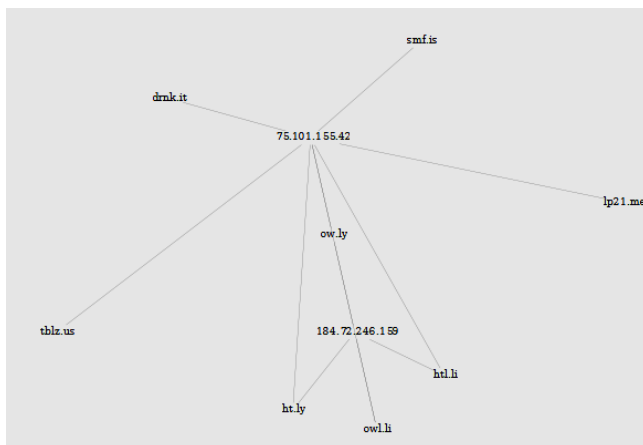 smf.is
drnk.it
75.101.155.42
lp21.me
ow.ly
184.72.246.159
tblz.us
htl.li
ht.ly
owl.li